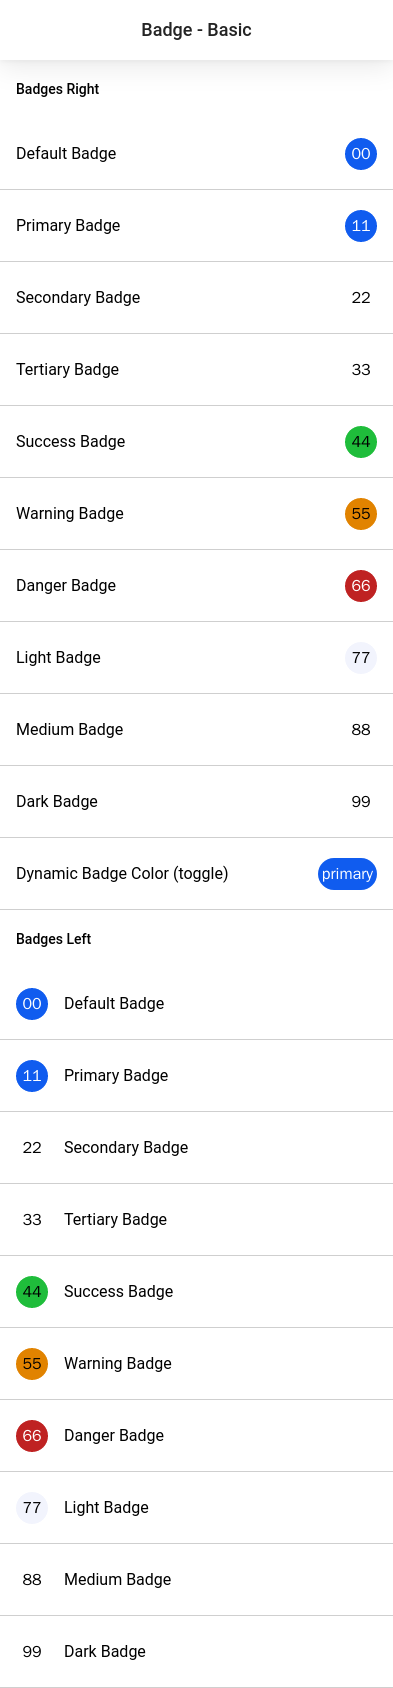 Badge - Basic
Badges Right
Default Badge 00
Primary Badge 11
Secondary Badge 22
Tertiary Badge 33
Success Badge 44
Warning Badge 55
Danger Badge 66
Light Badge 77
Medium Badge 88
Dark Badge 99
Dynamic Badge Color (toggle) primary
Badges Left
00 Default Badge
11 Primary Badge
22 Secondary Badge
33 Tertiary Badge
44 Success Badge
55 Warning Badge
66 Danger Badge
77 Light Badge
88 Medium Badge
99 Dark Badge